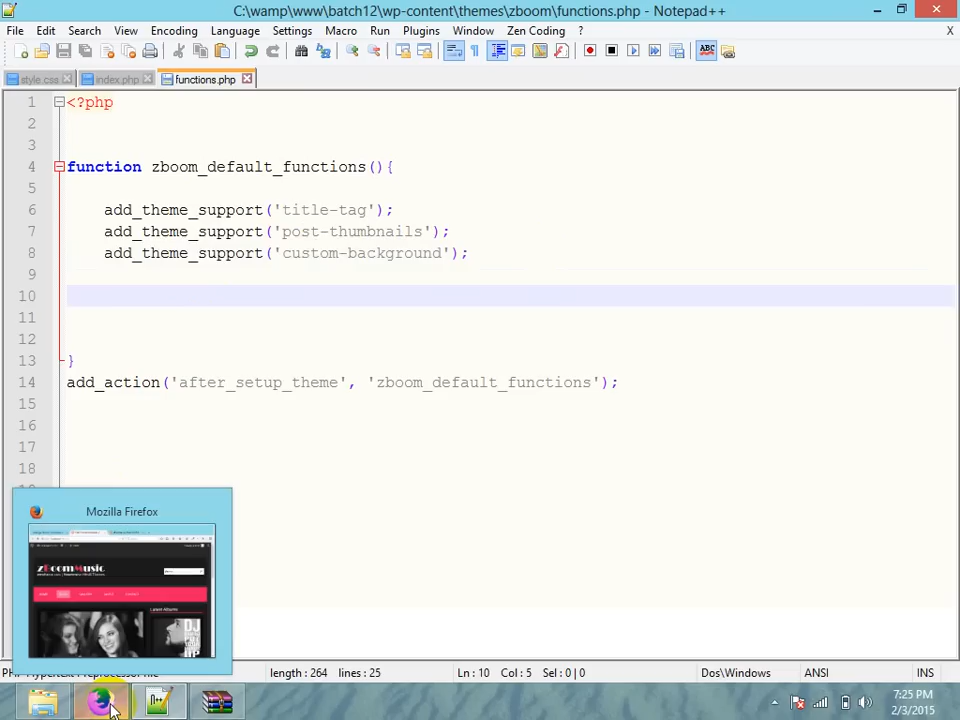 C:\wamp\www\batch12\wp-content\themes\zboom\functions.php - Notepad++
File Edit Search View Encoding Language Settings Macro Run Plugins Window Zen Coding ? X
style.css index.php functions.php
1 <?php
2
3
4 function zboom_default_functions(){
5
6 add_theme_support('title-tag');
7 add_theme_support('post-thumbnails');
8 add_theme_support('custom-background');
9
10
11
12
13 }
14 add_action('after_setup_theme', 'zboom_default_functions');
15
16
17
18
Mozilla Firefox
zBoomMusic
DJ
length : 264 lines : 25 Ln : 10 Col : 5 Sel : 0 | 0 Dos\Windows ANSI INS
7:25 PM
2/3/2015